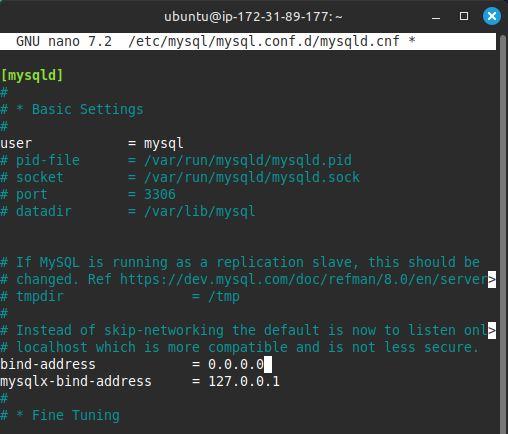 ubuntu@ip-172-31-89-177: ~
GNU nano 7.2  /etc/mysql/mysql.conf.d/mysqld.cnf *
[mysqld]
#
# * Basic Settings
#
user            = mysql
# pid-file      = /var/run/mysqld/mysqld.pid
# socket        = /var/run/mysqld/mysqld.sock
# port          = 3306
# datadir       = /var/lib/mysql
# If MySQL is running as a replication slave, this should be
# changed. Ref https://dev.mysql.com/doc/refman/8.0/en/server>
# tmpdir                = /tmp
#
# Instead of skip-networking the default is now to listen onl>
# localhost which is more compatible and is not less secure.
bind-address            = 0.0.0.0
mysqlx-bind-address     = 127.0.0.1
#
# * Fine Tuning